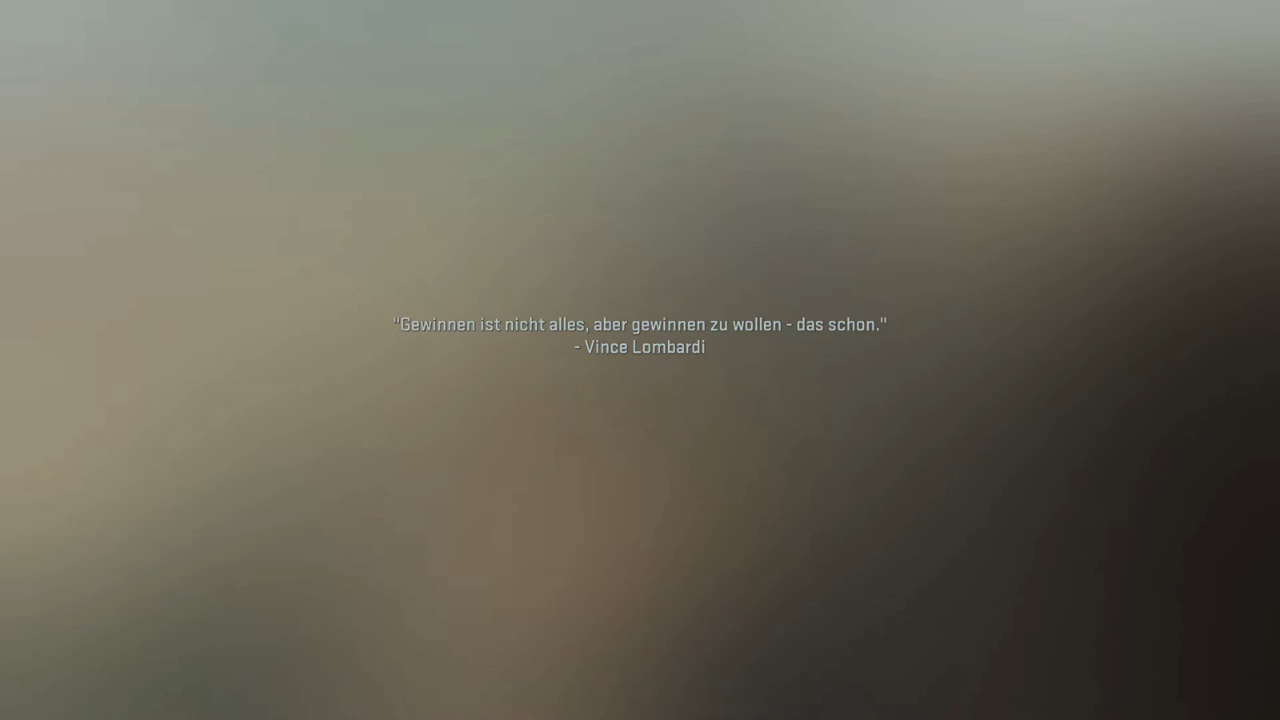 "Gewinnen ist nicht alles, aber gewinnen zu wollen - das schon."
- Vince Lombardi